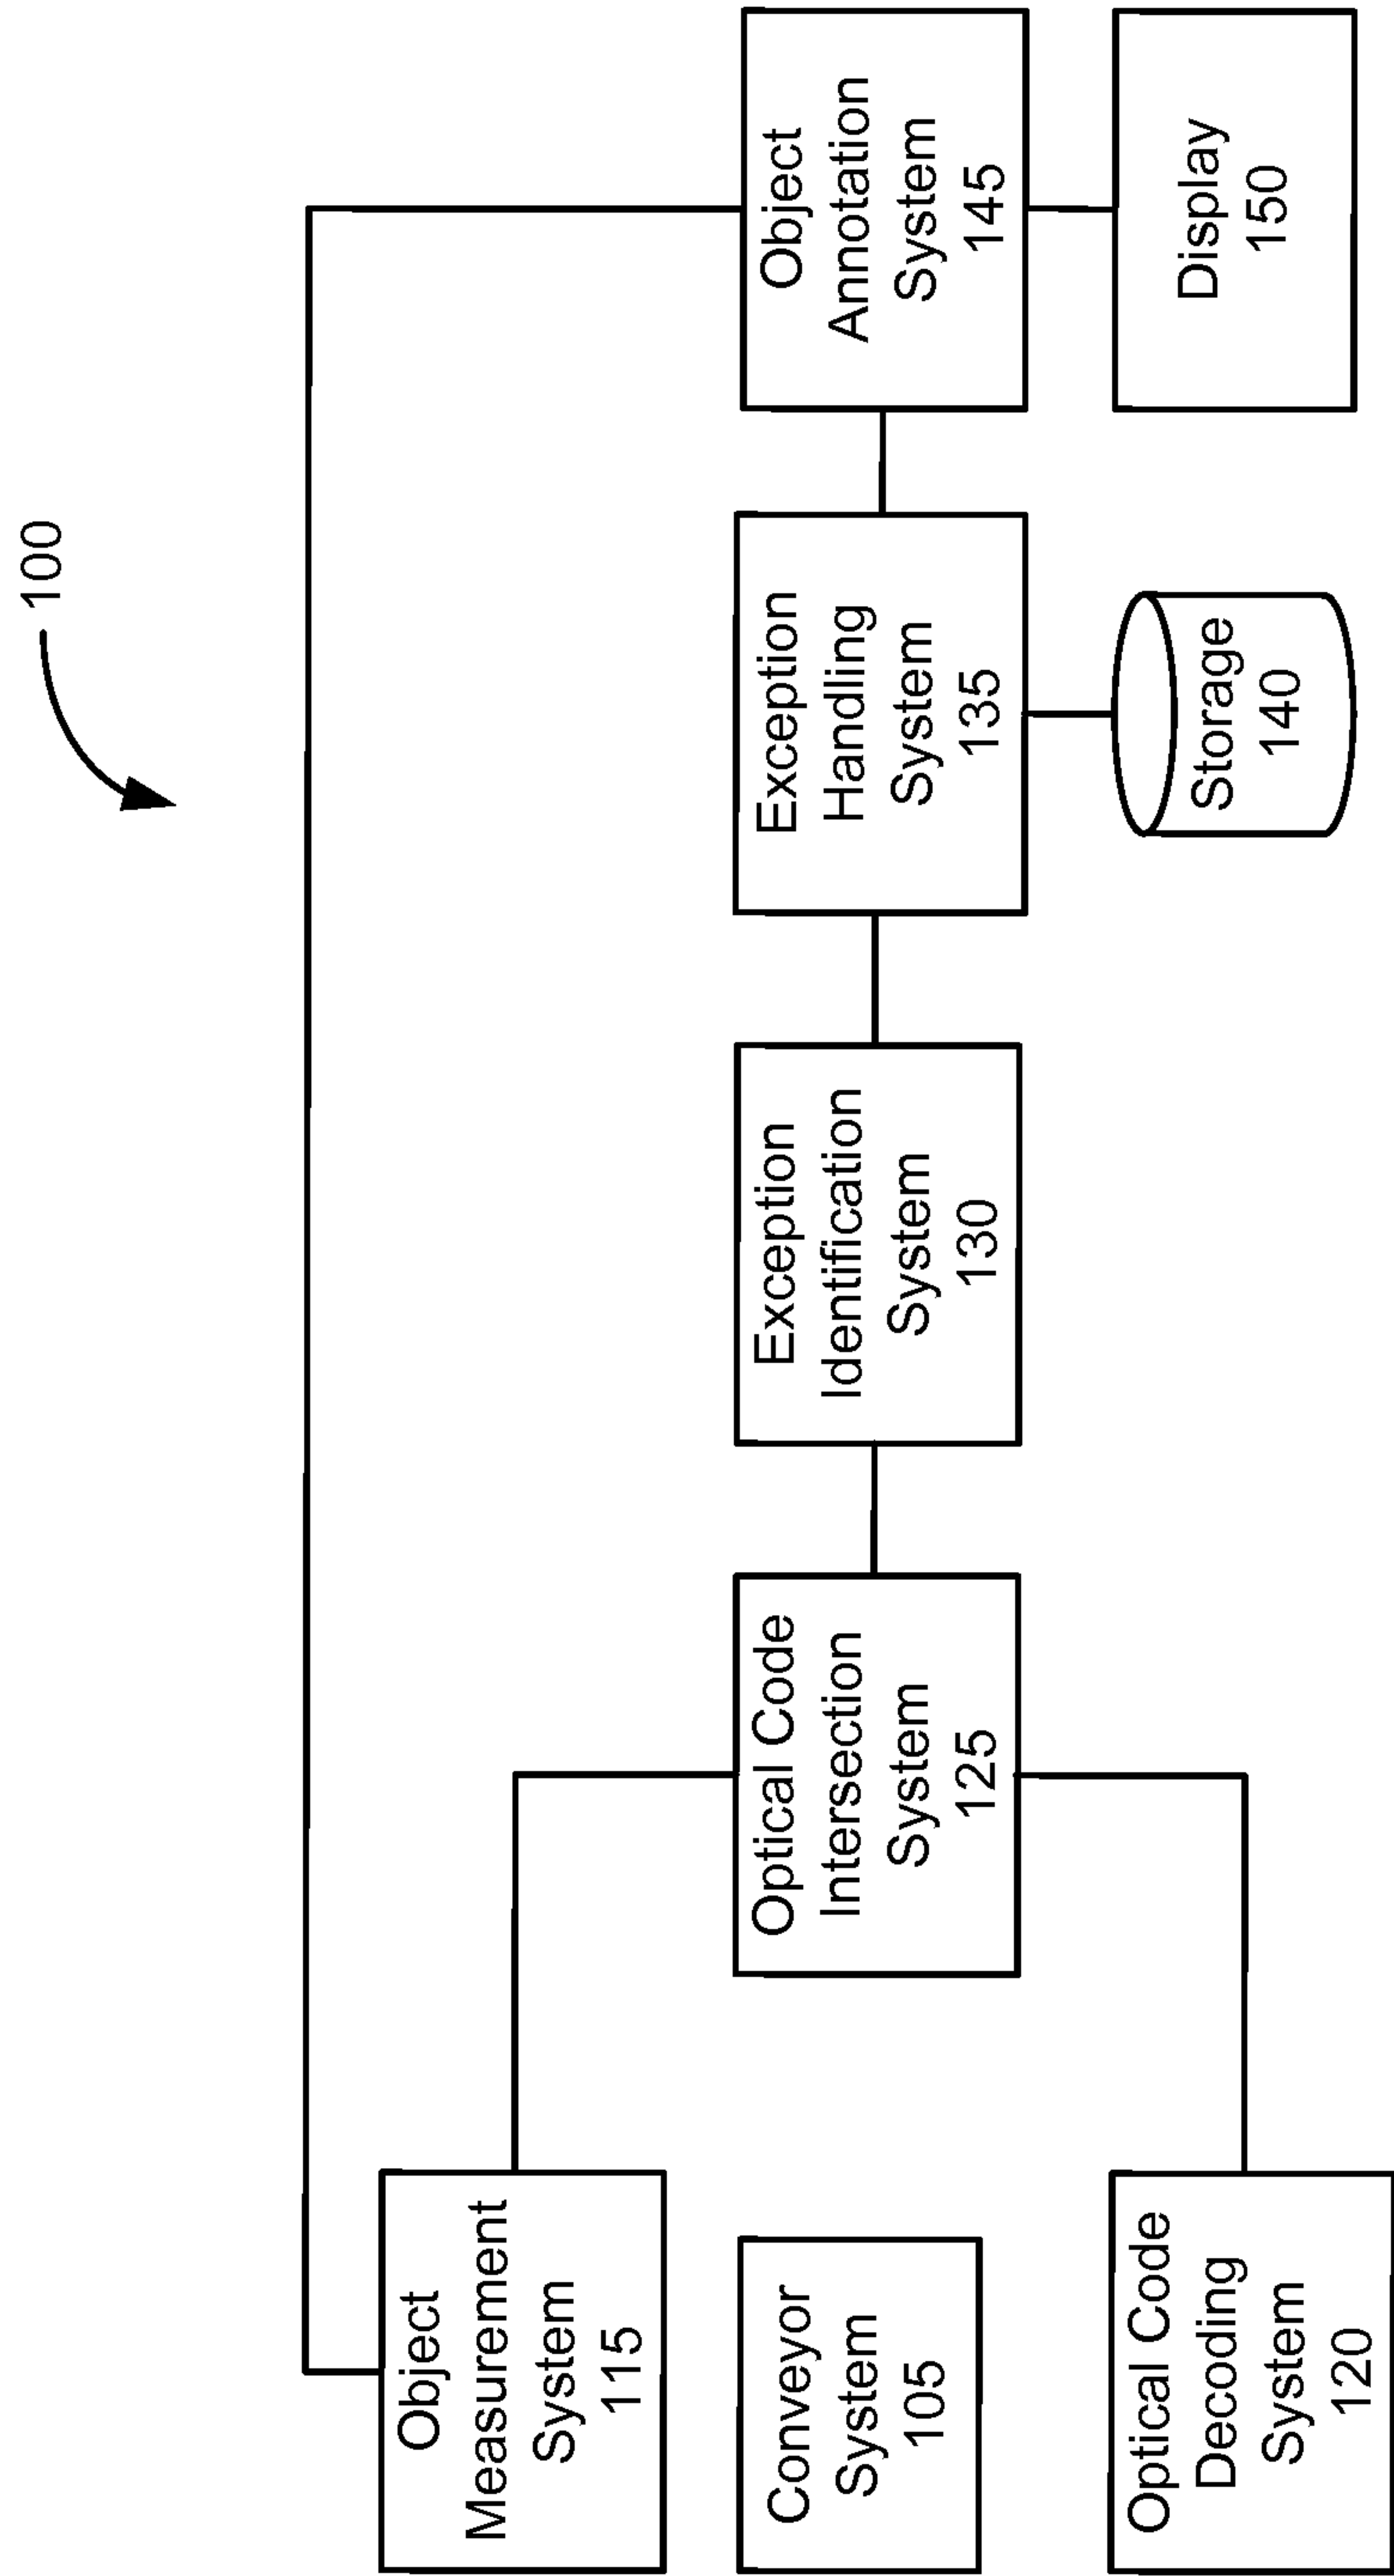 100
Object
Measurement
System
115
Conveyor
System
105
Optical Code
Decoding
System
120
Optical Code
Intersection
System
125
Exception
Identification
System
130
Exception
Handling
System
135
Storage
140
Object
Annotation
System
145
Display
150